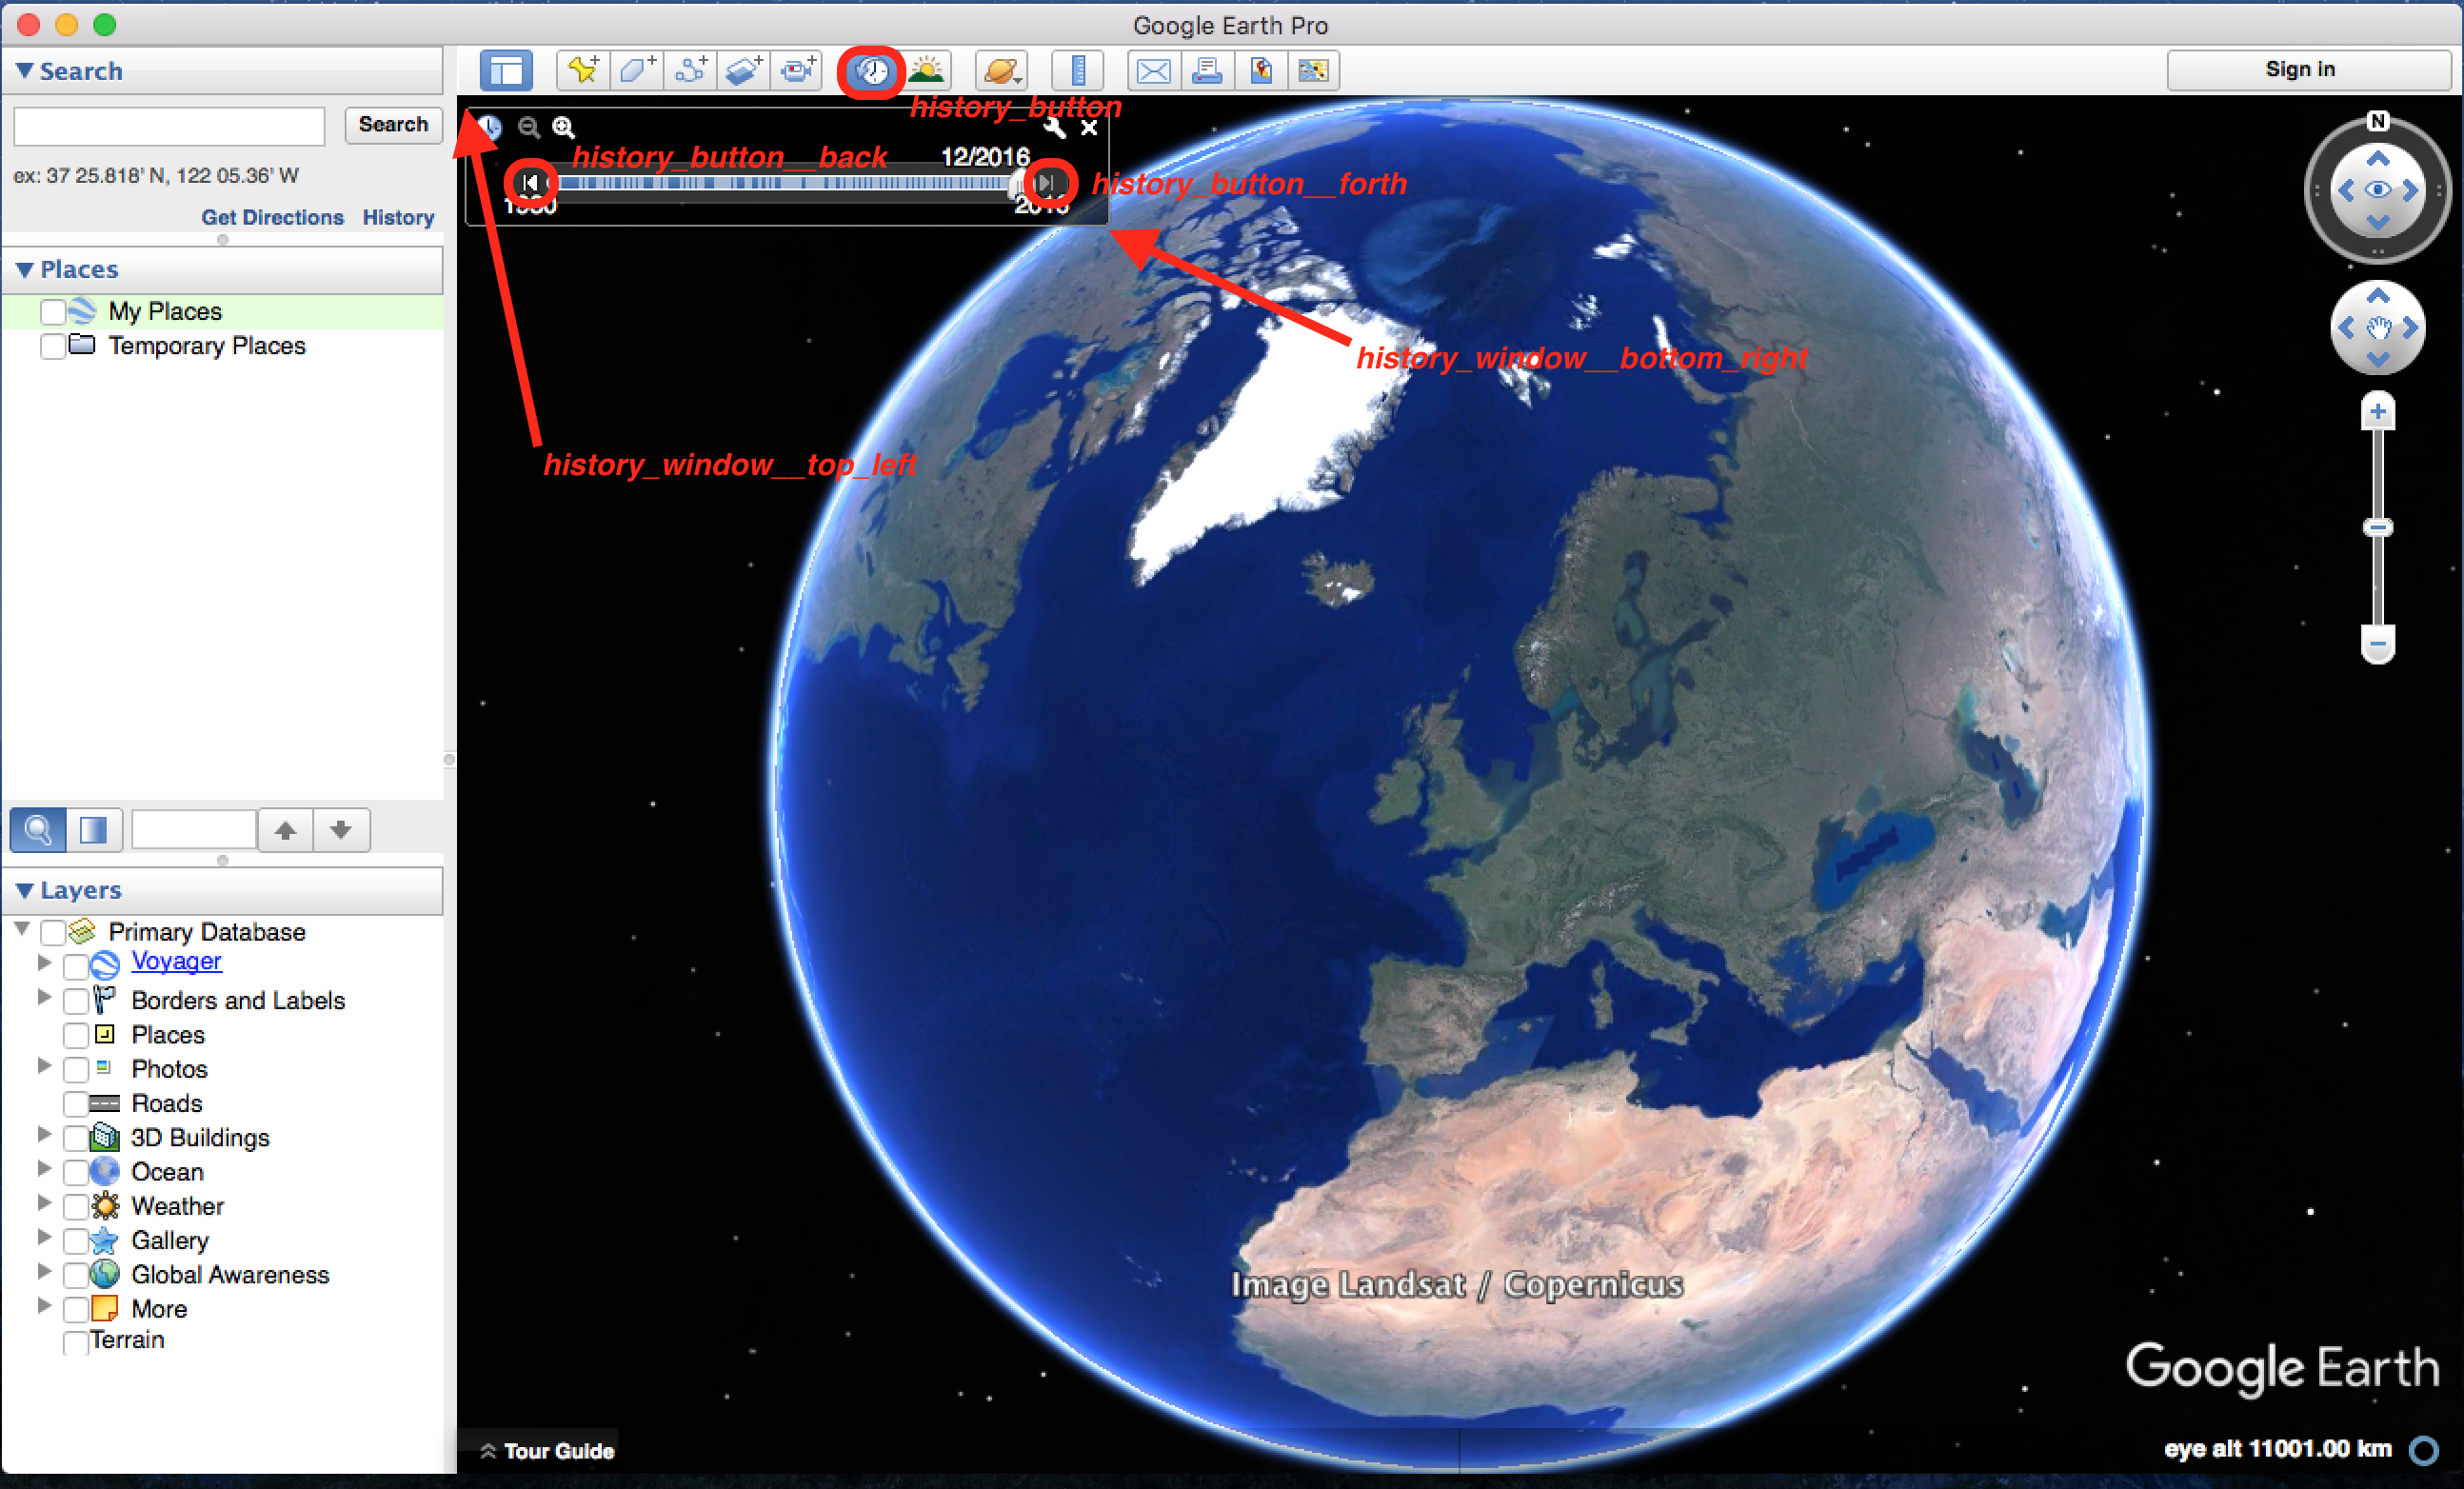 Google Earth Pro
Search
Sign in
history_button
Search
history_button__back
12/2016
ex: 37 25.818' N, 122 05.36' W
history_button__forth
Get Directions History
N
Places
My Places
Temporary Places
history_window__bottom_right
history_window__top_left
Layers
Primary Database
Voyager
Borders and Labels
Places
Photos
Roads
3D Buildings
Ocean
Weather
Gallery
Global Awareness
More
Terrain
Image Landsat / Copernicus
Google Earth
Tour Guide
eye alt 11001.00 km